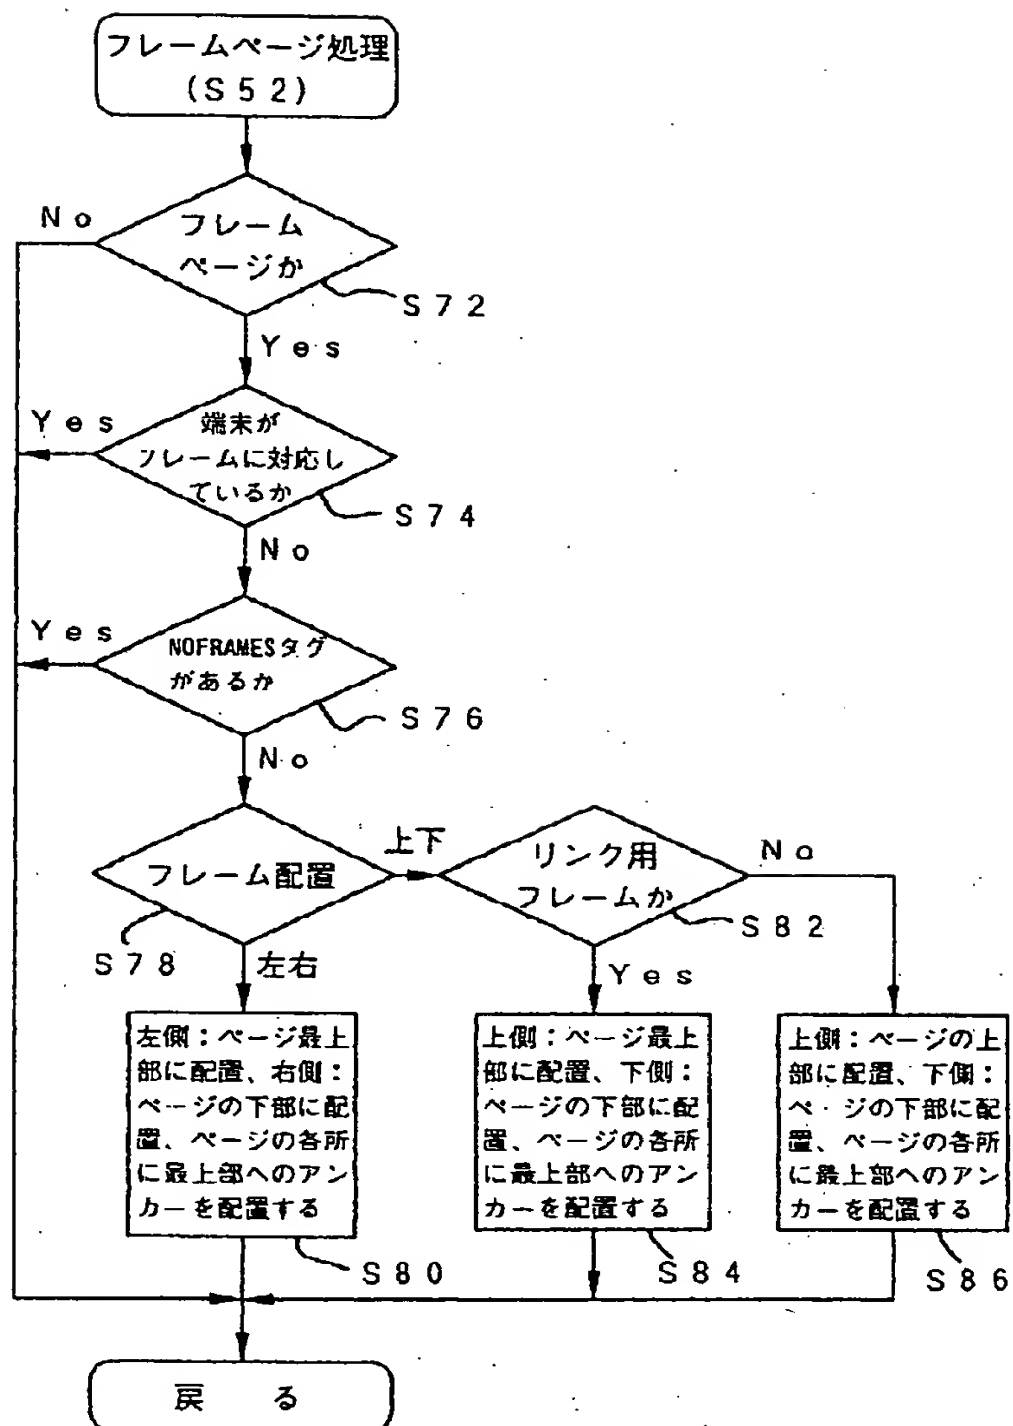 フレームページ処理
(S52)
No
フレーム
ページか
S72
Yes
Yes
端末が
フレームに対応し
ているか
S74
No
Yes
NOFRAMESタグ
があるか
S76
No
フレーム配置
S78
上下
リンク用
フレームか
No
S82
左右
Yes
左側：ページ最上
部に配置、右側：
ページの下部に配
置、ページの各所
に最上部へのアン
カーを配置する
S80
上側：ページ最上
部に配置、下側：
ページの下部に配
置、ページの各所
に最上部へのアン
カーを配置する
S84
上側：ページの上
部に配置、下側：
ページの下部に配
置、ページの各所
に最上部へのアン
カーを配置する
S86
戻る